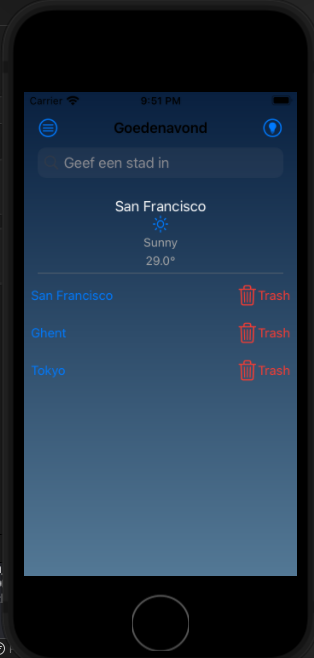 Carrier 9:51 PM
Goedenavond
Geef een stad in
San Francisco
Sunny
29.0°
San Francisco Trash
Ghent Trash
Tokyo Trash